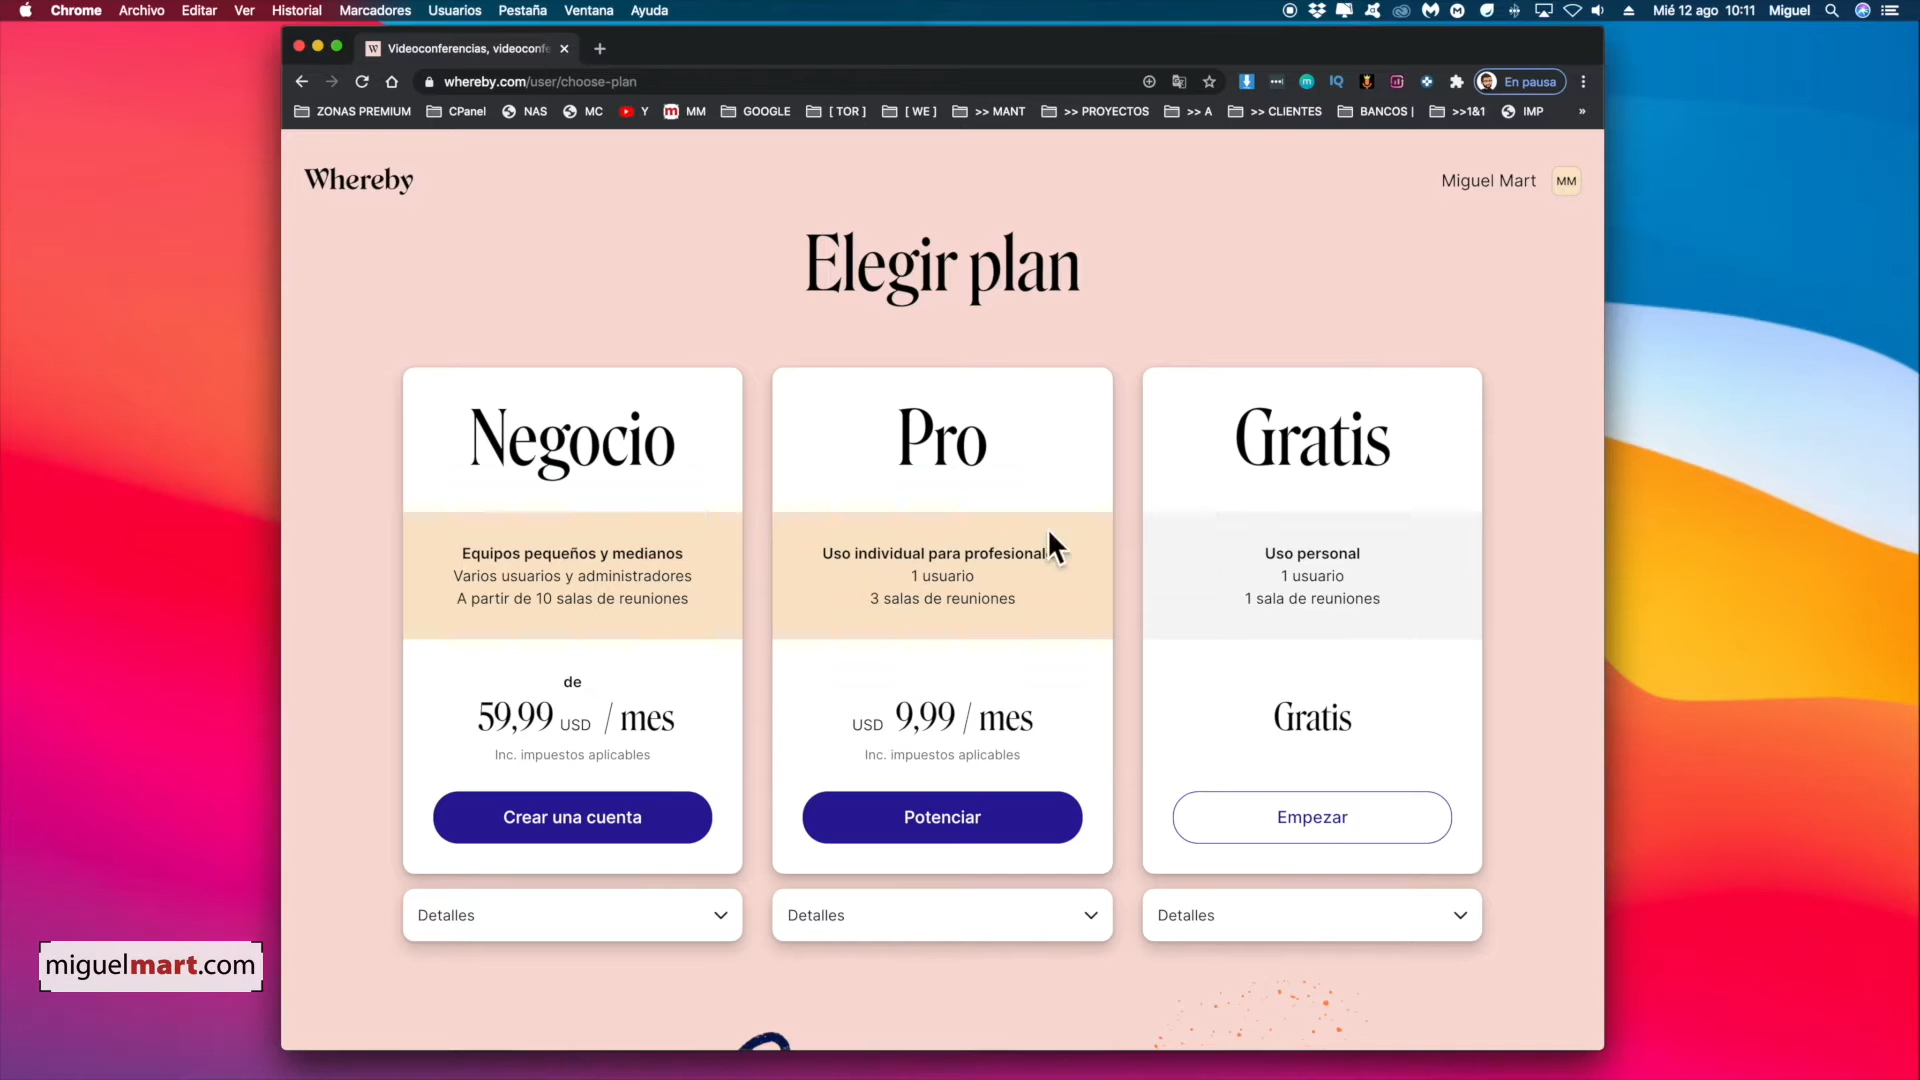 Chrome Archivo Editar Ver Historial Marcadores Usuarios Pestaña Ventana Ayuda Mié 12 ago 10:11 Miguel
W Videoconferencias, videoconfe
whereby.com/user/choose-plan IQ En pausa
ZONAS PREMIUM CPanel NAS MC Y m MM GOOGLE [ TOR ] [ WE ] >> MANT >> PROYECTOS >> A >> CLIENTES BANCOS | >>1&1 IMP »
Whereby
Miguel Mart MM
Elegir plan
Negocio
Equipos pequeños y medianos
Varios usuarios y administradores
A partir de 10 salas de reuniones
de
59,99 USD / mes
Inc. impuestos aplicables
Crear una cuenta
Detalles
Pro
Uso individual para profesional
1 usuario
3 salas de reuniones
USD 9,99 / mes
Inc. impuestos aplicables
Potenciar
Detalles
Gratis
Uso personal
1 usuario
1 sala de reuniones
Gratis
Empezar
Detalles
miguelmart.com